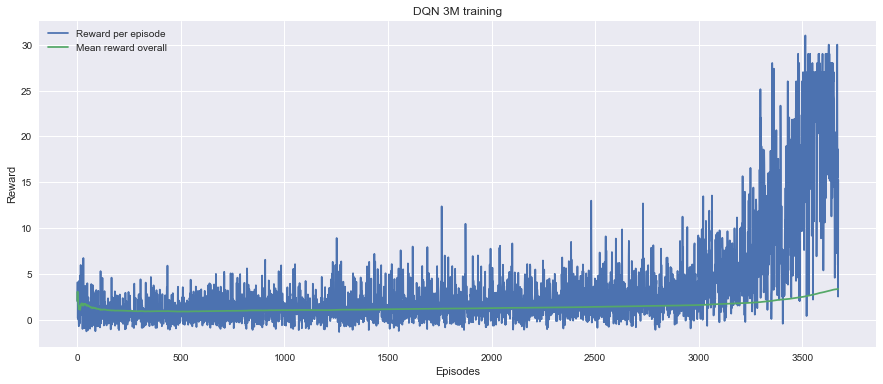 DQN 3M training
Reward per episode
Mean reward overall
30
25
20
15
10
5
0
Reward
0 500 1000 1500 2000 2500 3000 3500
Episodes